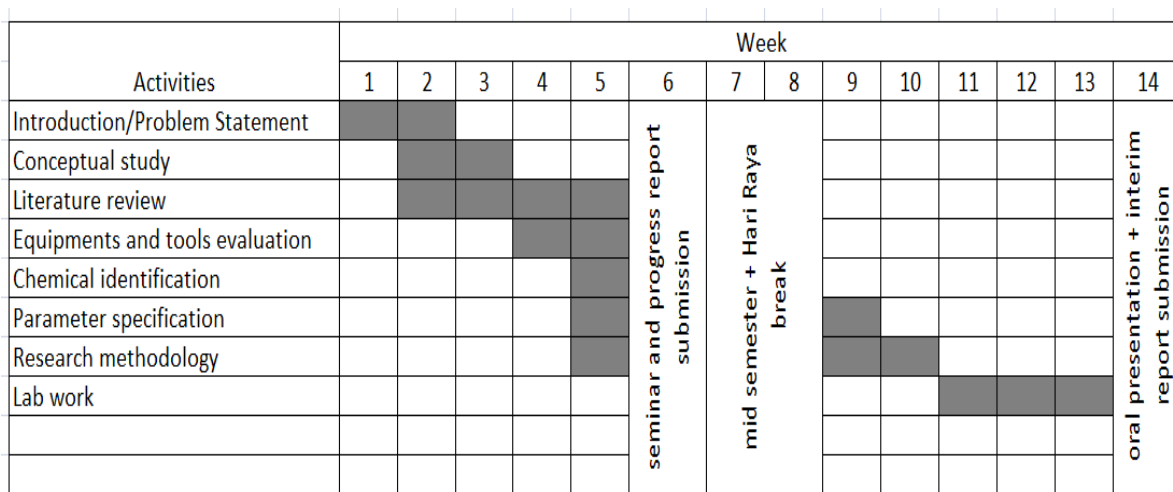 Week
Activities 1 2 3 4 5 6 7 8 9 10 11 12 13 14
Introduction/Problem Statement
Conceptual study
Literature review
Equipments and tools evaluation
Chemical identification
Parameter specification
Research methodology
Lab work
seminar and progress report
submission
mid semester + Hari Raya
break
oral presentation + interim
report submission